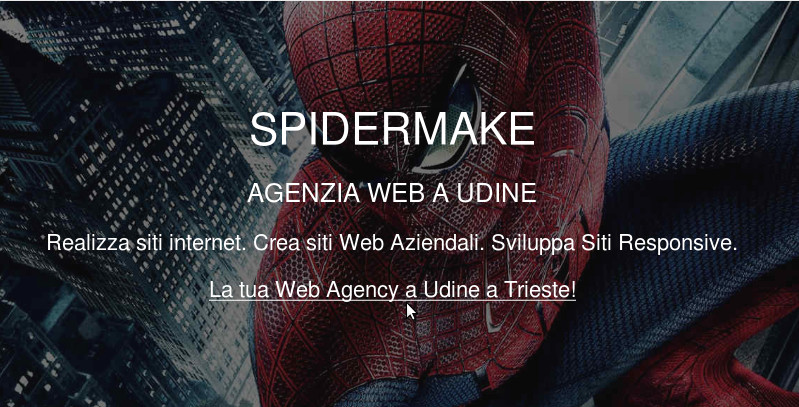 SPIDERMAKE
AGENZIA WEB A UDINE
Realizza siti internet. Crea siti Web Aziendali. Sviluppa Siti Responsive.
La tua Web Agency a Udine a Trieste!